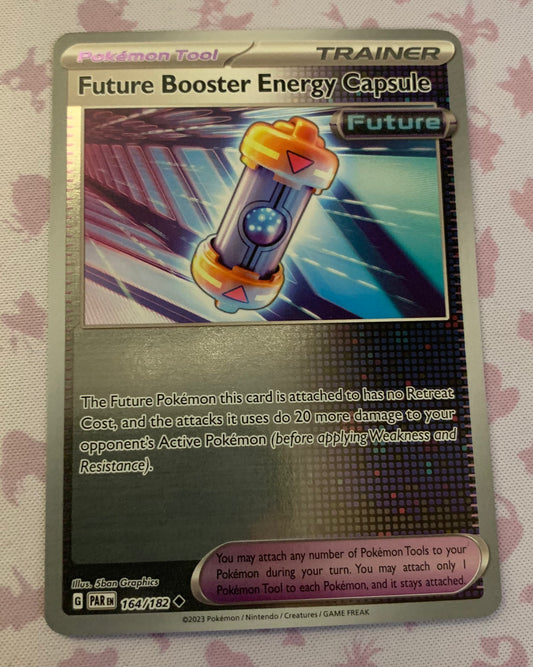 Pokémon Tool
TRAINER
Future Booster Energy Capsule
Future
The Future Pokémon this card is attached to has no Retreat
Cost, and the attacks it uses do 20 more damage to your
opponent's Active Pokémon (before applying Weakness and
Resistance).
You may attach any number of Pokémon Tools to your
Pokémon during your turn. You may attach only 1
Pokémon Tool to each Pokémon, and it stays attached.
Illus. 5ban Graphics
G PAR EN 164/182
©2023 Pokémon / Nintendo / Creatures / GAME FREAK